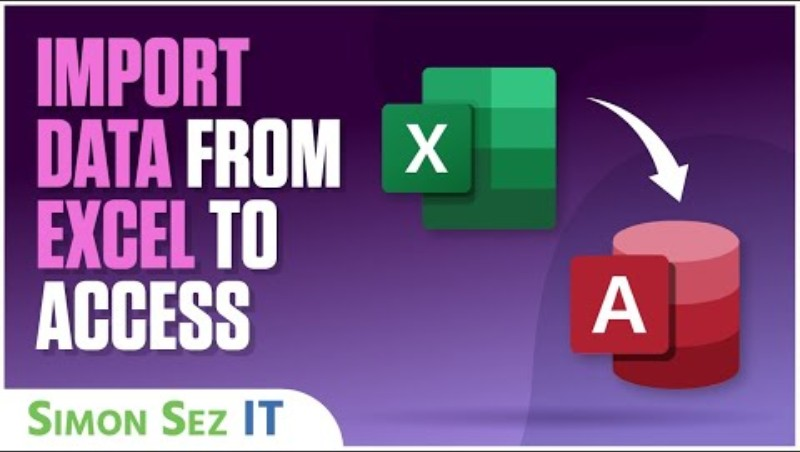 IMPORT
DATA FROM
EXCEL TO
ACCESS
X
A
SIMON SEZ IT